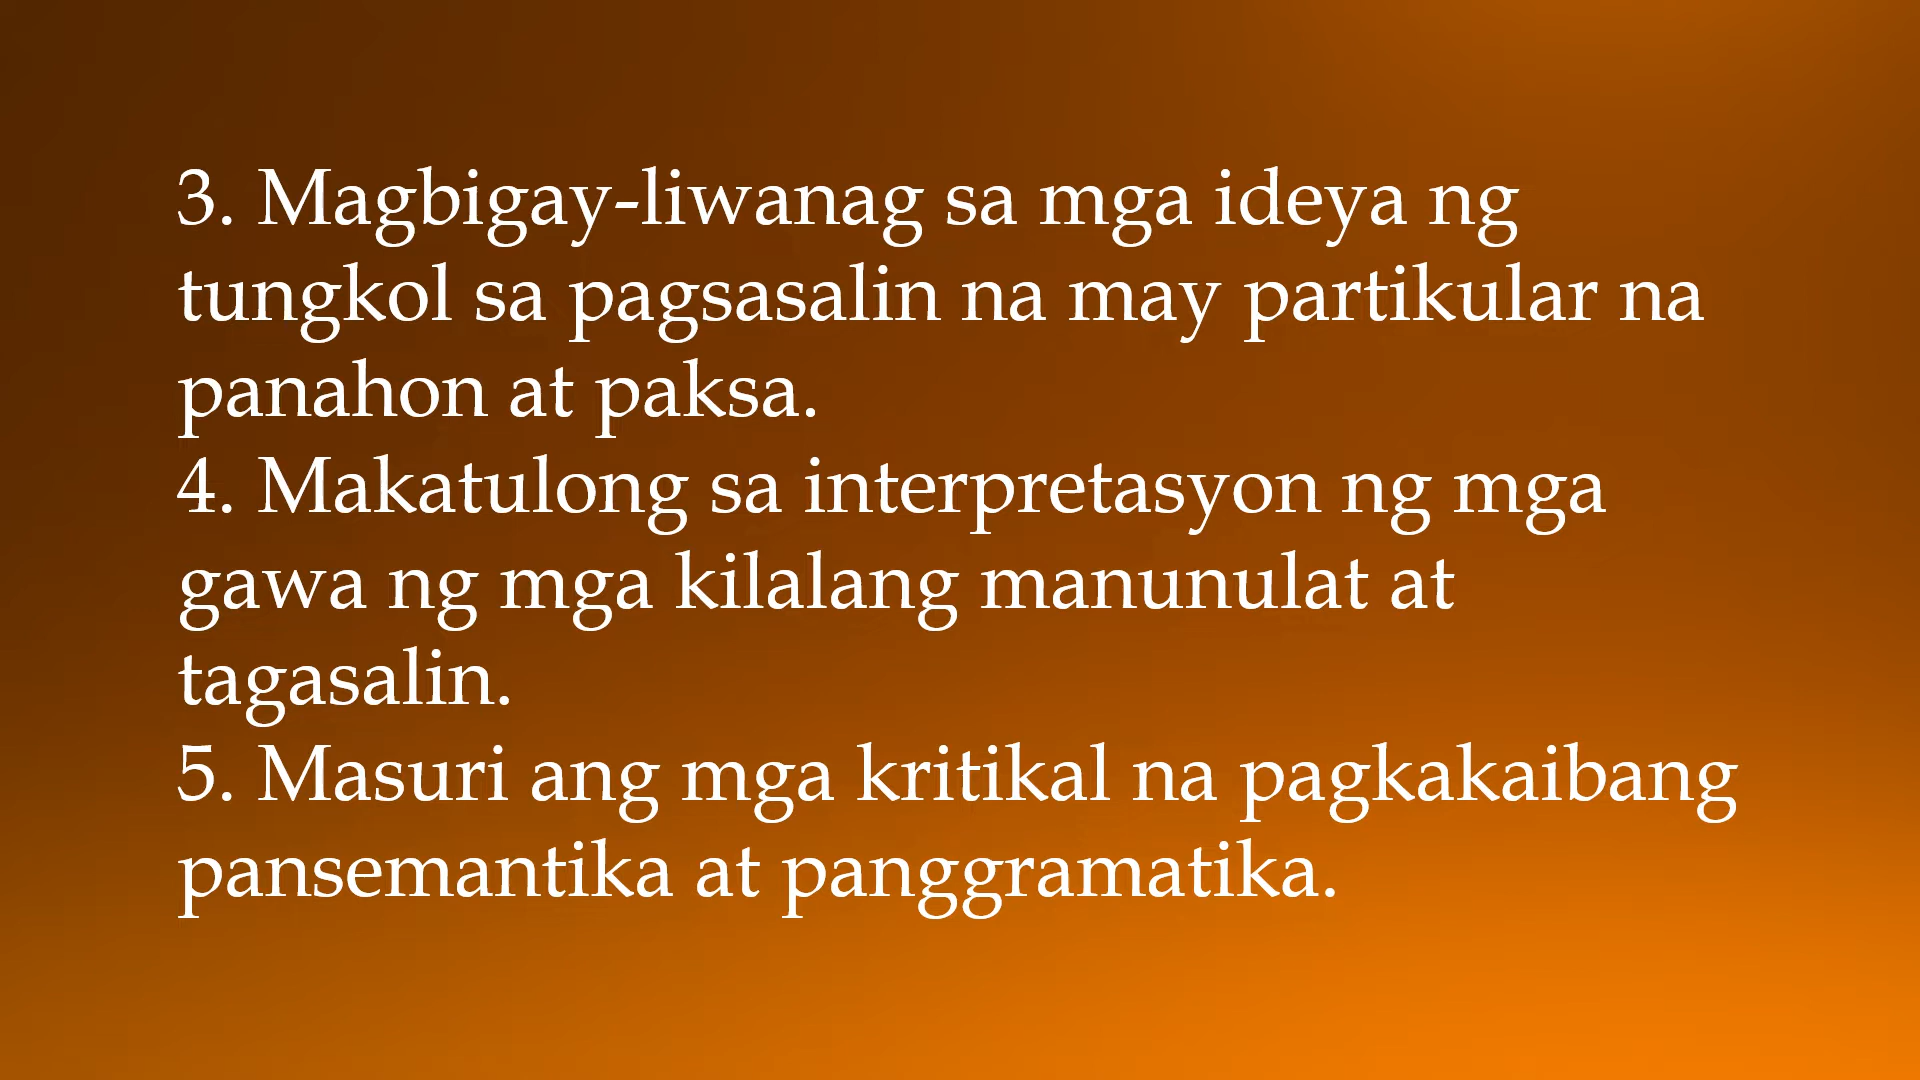 3. Magbigay-liwanag sa mga ideya ng
tungkol sa pagsasalin na may partikular na
panahon at paksa.
4. Makatulong sa interpretasyon ng mga
gawa ng mga kilalang manunulat at
tagasalin.
5. Masuri ang mga kritikal na pagkakaibang
pansemantika at panggramatika.